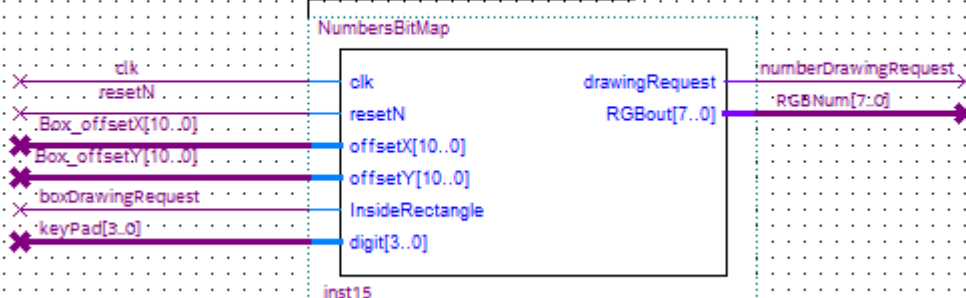 NumbersBitMap
clk
clk
drawingRequest
numberDrawingRequest
resetN
resetN
RGBout[7..0]
RGBNum[7..0]
Box_offsetX[10..0]
offsetX[10..0]
Box_offsetY[10..0]
offsetY[10..0]
boxDrawingRequest
InsideRectangle
keyPad[3..0]
digit[3..0]
inst15